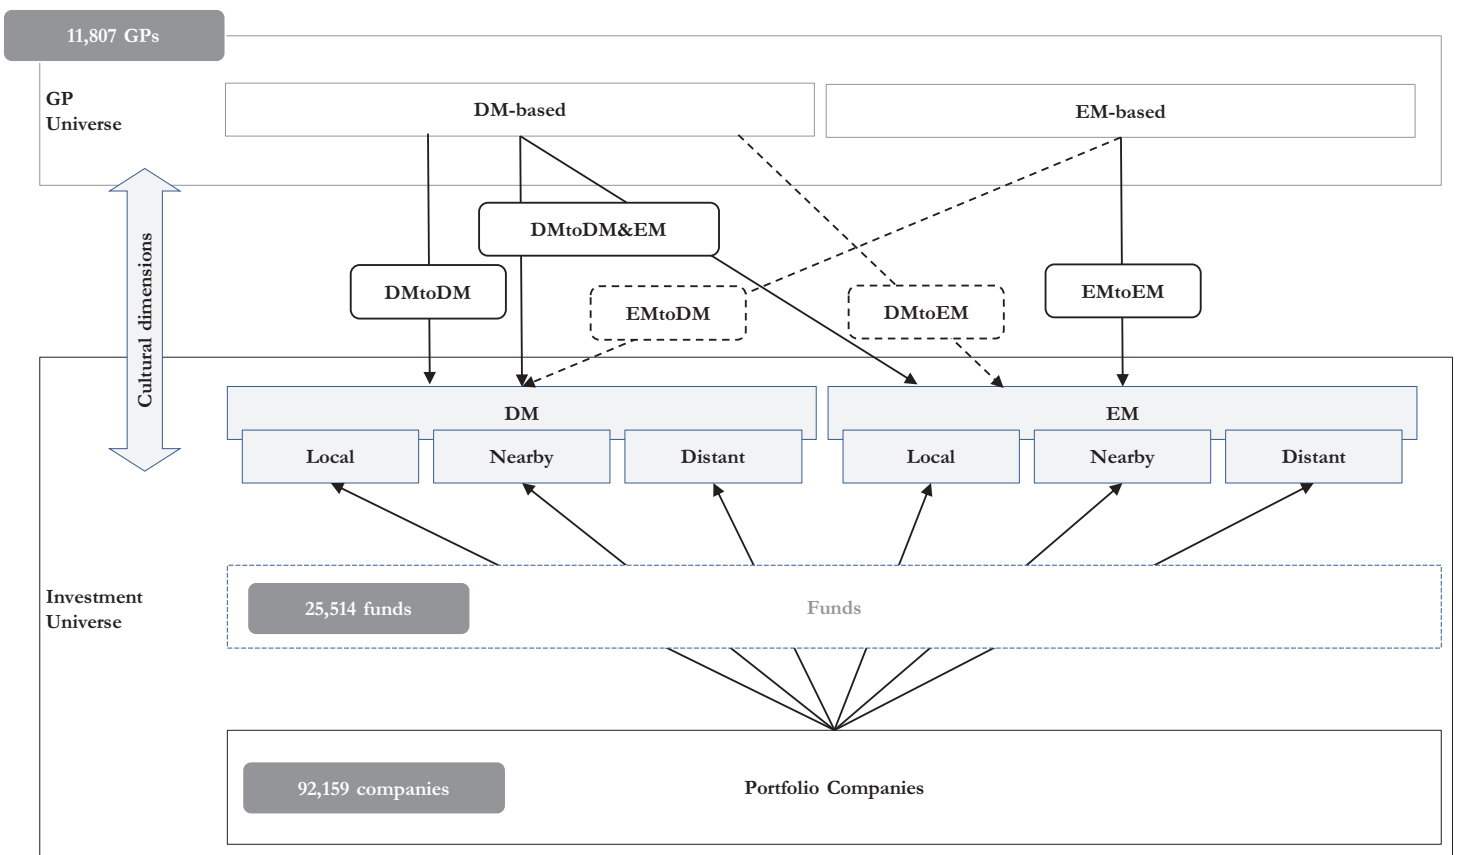 11,807 GPs
GP
Universe
DM-based
EM-based
DMtoDM&EM
DMtoDM
EMtoDM
DMtoEM
EMtoEM
Cultural dimensions
DM
EM
Local
Nearby
Distant
Local
Nearby
Distant
Investment
Universe
25,514 funds
Funds
92,159 companies
Portfolio Companies